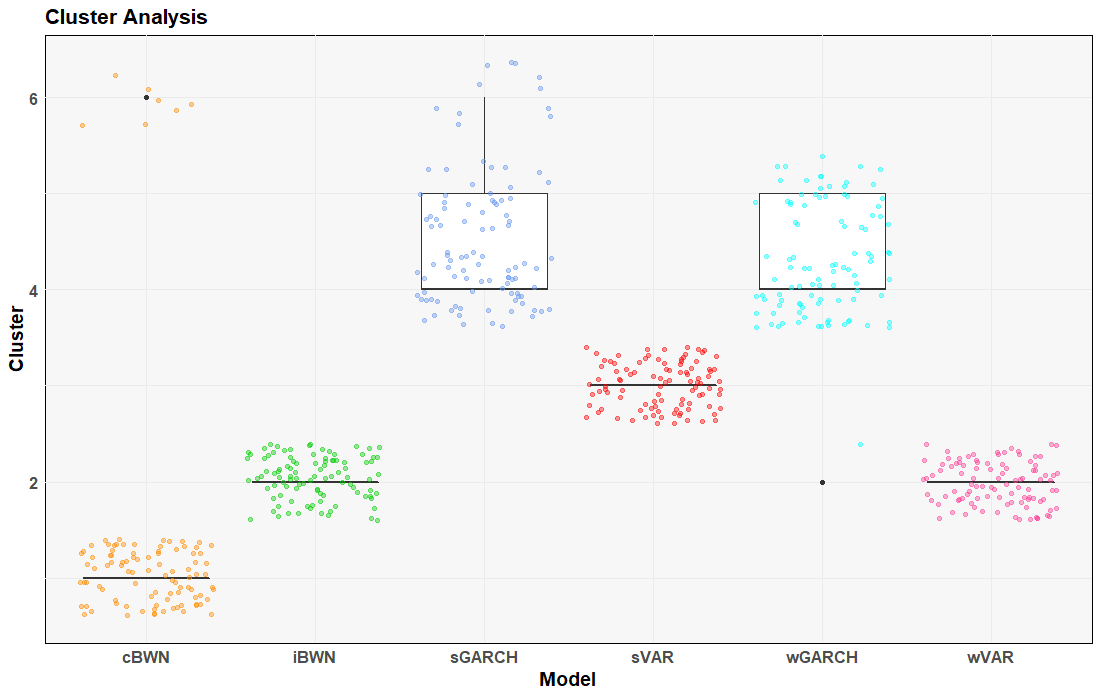 Cluster Analysis
Cluster
6
4
2
cBWN iBWN sGARCH sVAR wGARCH wVAR
Model